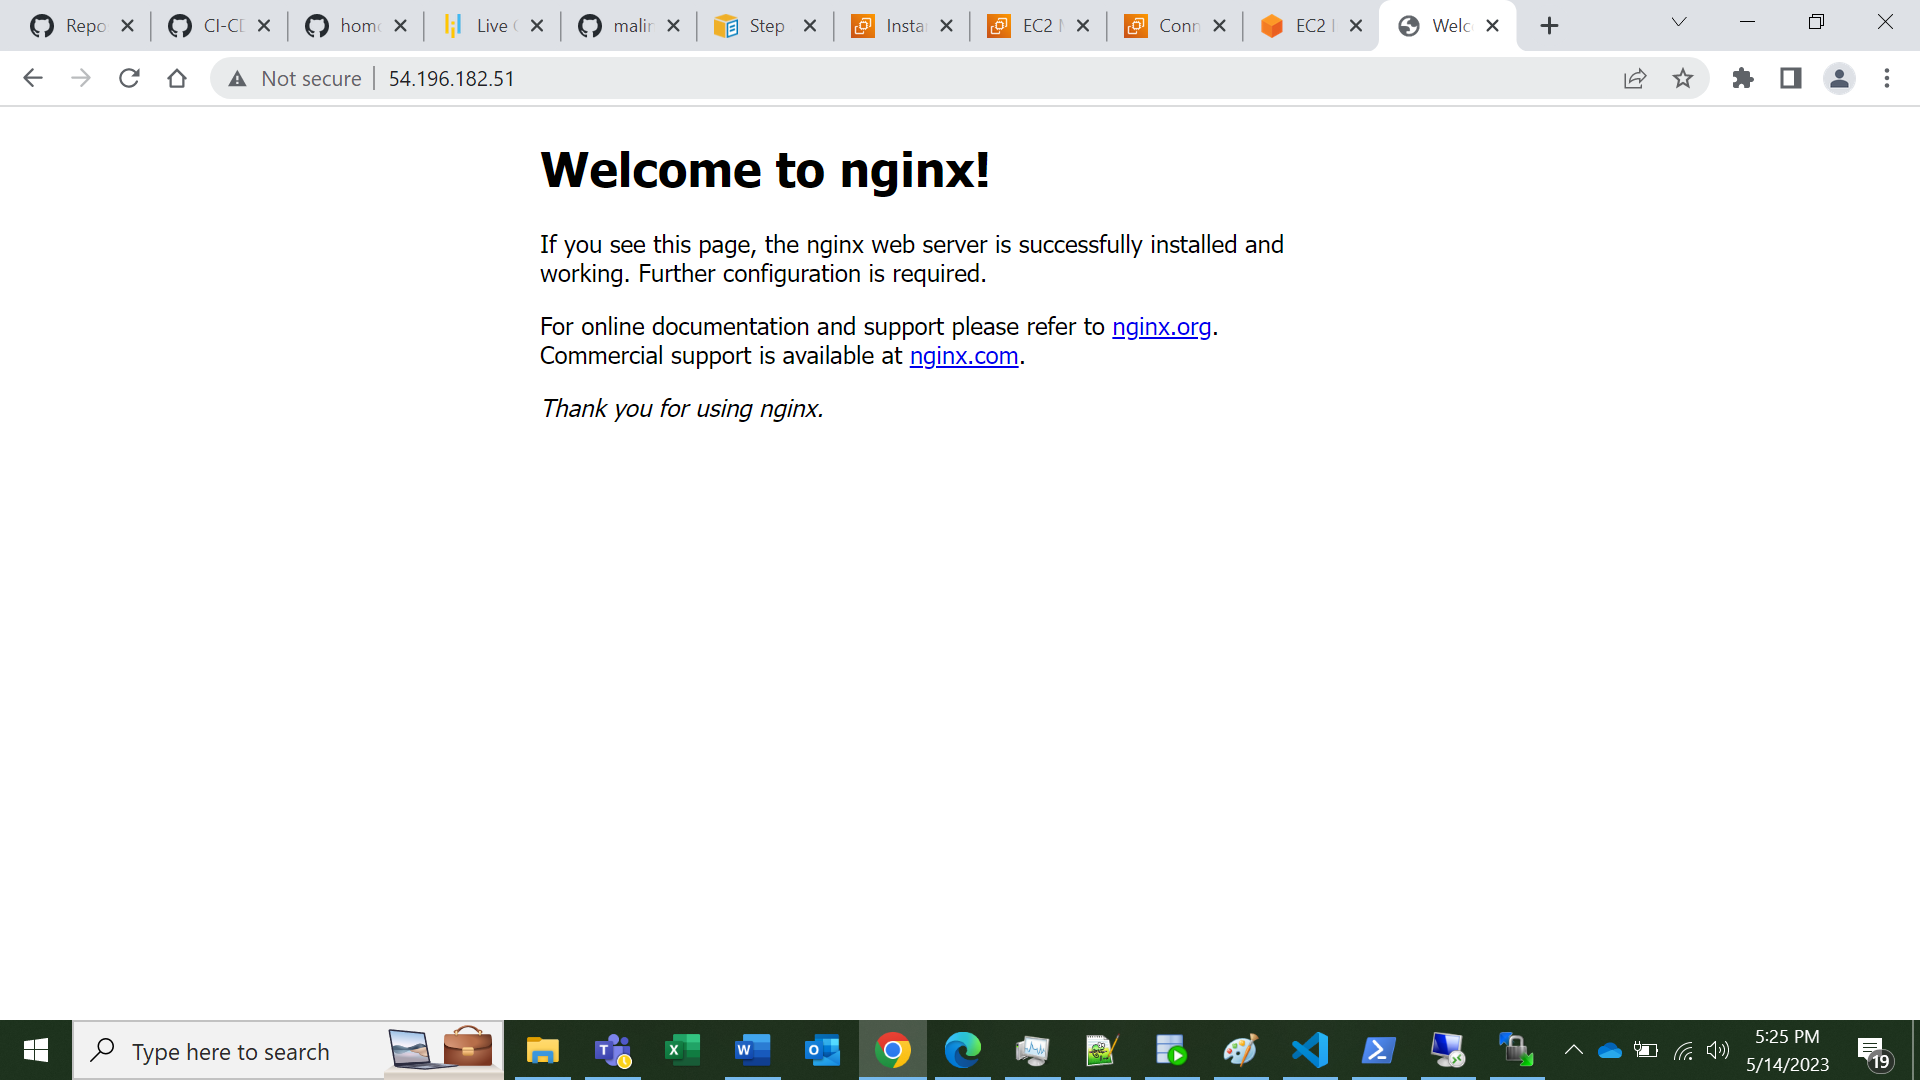 Repo
CI-CD
home
Live
malin
Step
Insta
EC2
Conn
EC2
Welc
Not secure
54.196.182.51
Welcome to nginx!
If you see this page, the nginx web server is successfully installed and
working. Further configuration is required.
For online documentation and support please refer to nginx.org.
Commercial support is available at nginx.com.
Thank you for using nginx.
Type here to search
5:25 PM
5/14/2023
19